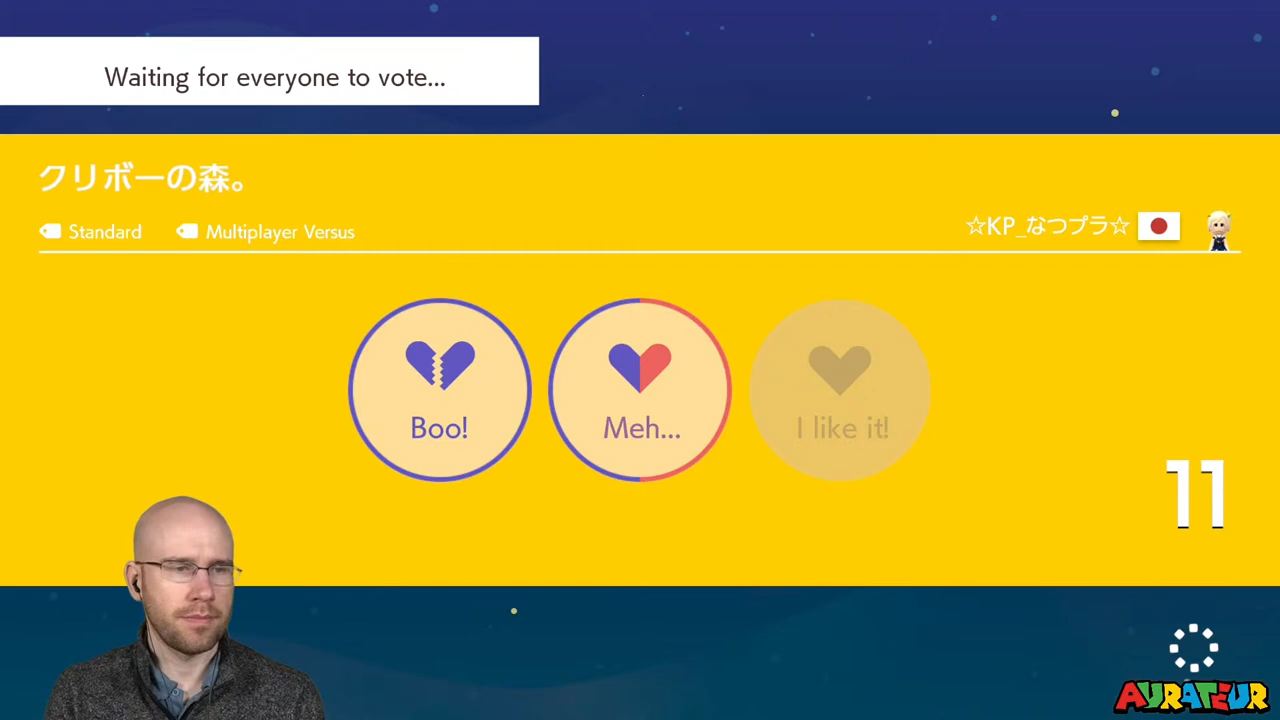 Waiting for everyone to vote...
クリボーの森。
Standard Multiplayer Versus
☆KP_なつプラ☆
Boo! Meh... I like it!
11
AURATEUR